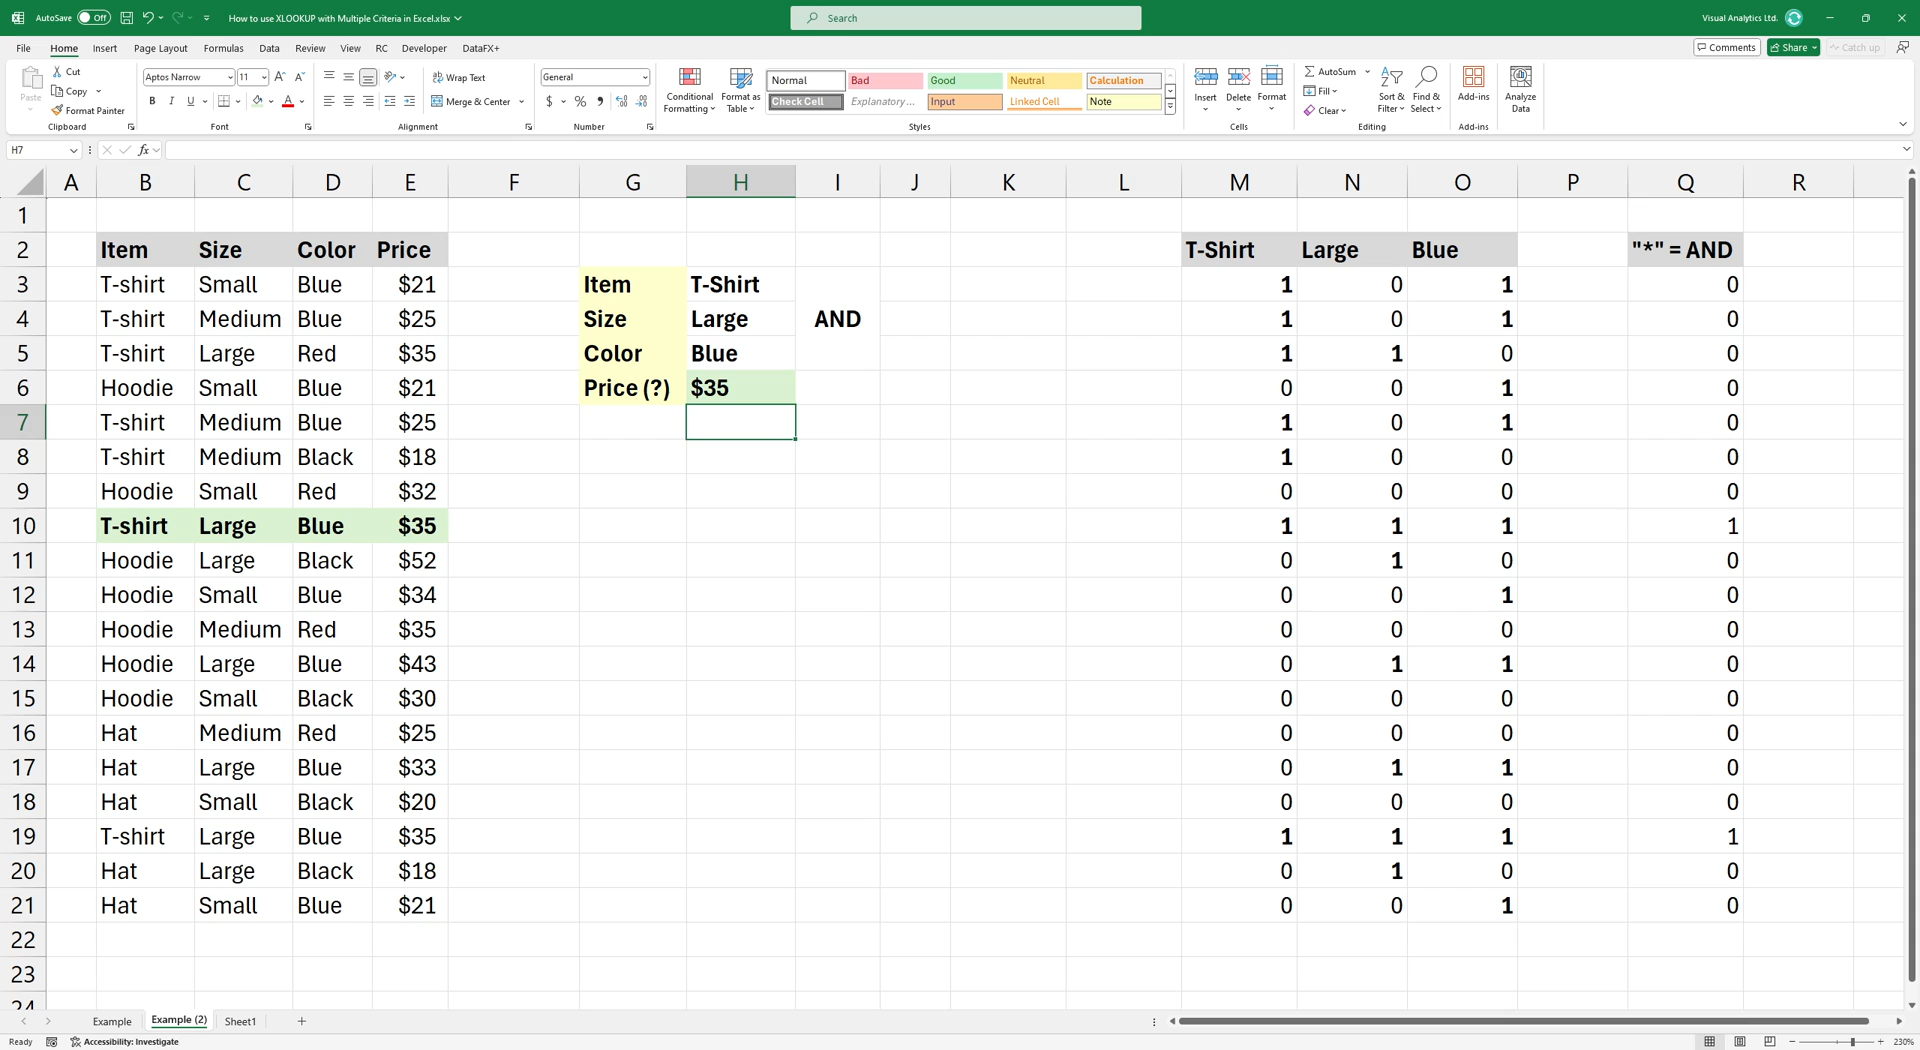 AutoSave Off How to use XLOOKUP with Multiple Criteria in Excel.xlsx Search Visual Analytics Ltd.
File Home Insert Page Layout Formulas Data Review View RC Developer DataFX+ Comments Share Catch up
Paste Cut Copy Format Painter Clipboard
Aptos Narrow 11 B I U Font
Wrap Text Merge & Center Alignment
General $ % Number
Conditional Formatting Format as Table
Normal Bad Good Neutral Calculation
Check Cell Explanatory... Input Linked Cell Note
Styles
Insert Delete Format Cells
AutoSum Fill Clear Sort & Filter Find & Select Editing
Add-ins Add-ins
Analyze Data
H7 fx
A B C D E F G H I J K L M N O P Q R
1
2 Item Size Color Price T-Shirt Large Blue "*" = AND
3 T-shirt Small Blue $21 Item T-Shirt 1 0 1 0
4 T-shirt Medium Blue $25 Size Large AND 1 0 1 0
5 T-shirt Large Red $35 Color Blue 1 1 0 0
6 Hoodie Small Blue $21 Price (?) $35 0 0 1 0
7 T-shirt Medium Blue $25 1 0 1 0
8 T-shirt Medium Black $18 1 0 0 0
9 Hoodie Small Red $32 0 0 0 0
10 T-shirt Large Blue $35 1 1 1 1
11 Hoodie Large Black $52 0 1 0 0
12 Hoodie Small Blue $34 0 0 1 0
13 Hoodie Medium Red $35 0 0 0 0
14 Hoodie Large Blue $43 0 1 1 0
15 Hoodie Small Black $30 0 0 0 0
16 Hat Medium Red $25 0 0 0 0
17 Hat Large Blue $33 0 1 1 0
18 Hat Small Black $20 0 0 0 0
19 T-shirt Large Blue $35 1 1 1 1
20 Hat Large Black $18 0 1 0 0
21 Hat Small Blue $21 0 0 1 0
22
23
24
Example Example (2) Sheet1
Ready Accessibility: Investigate 230%